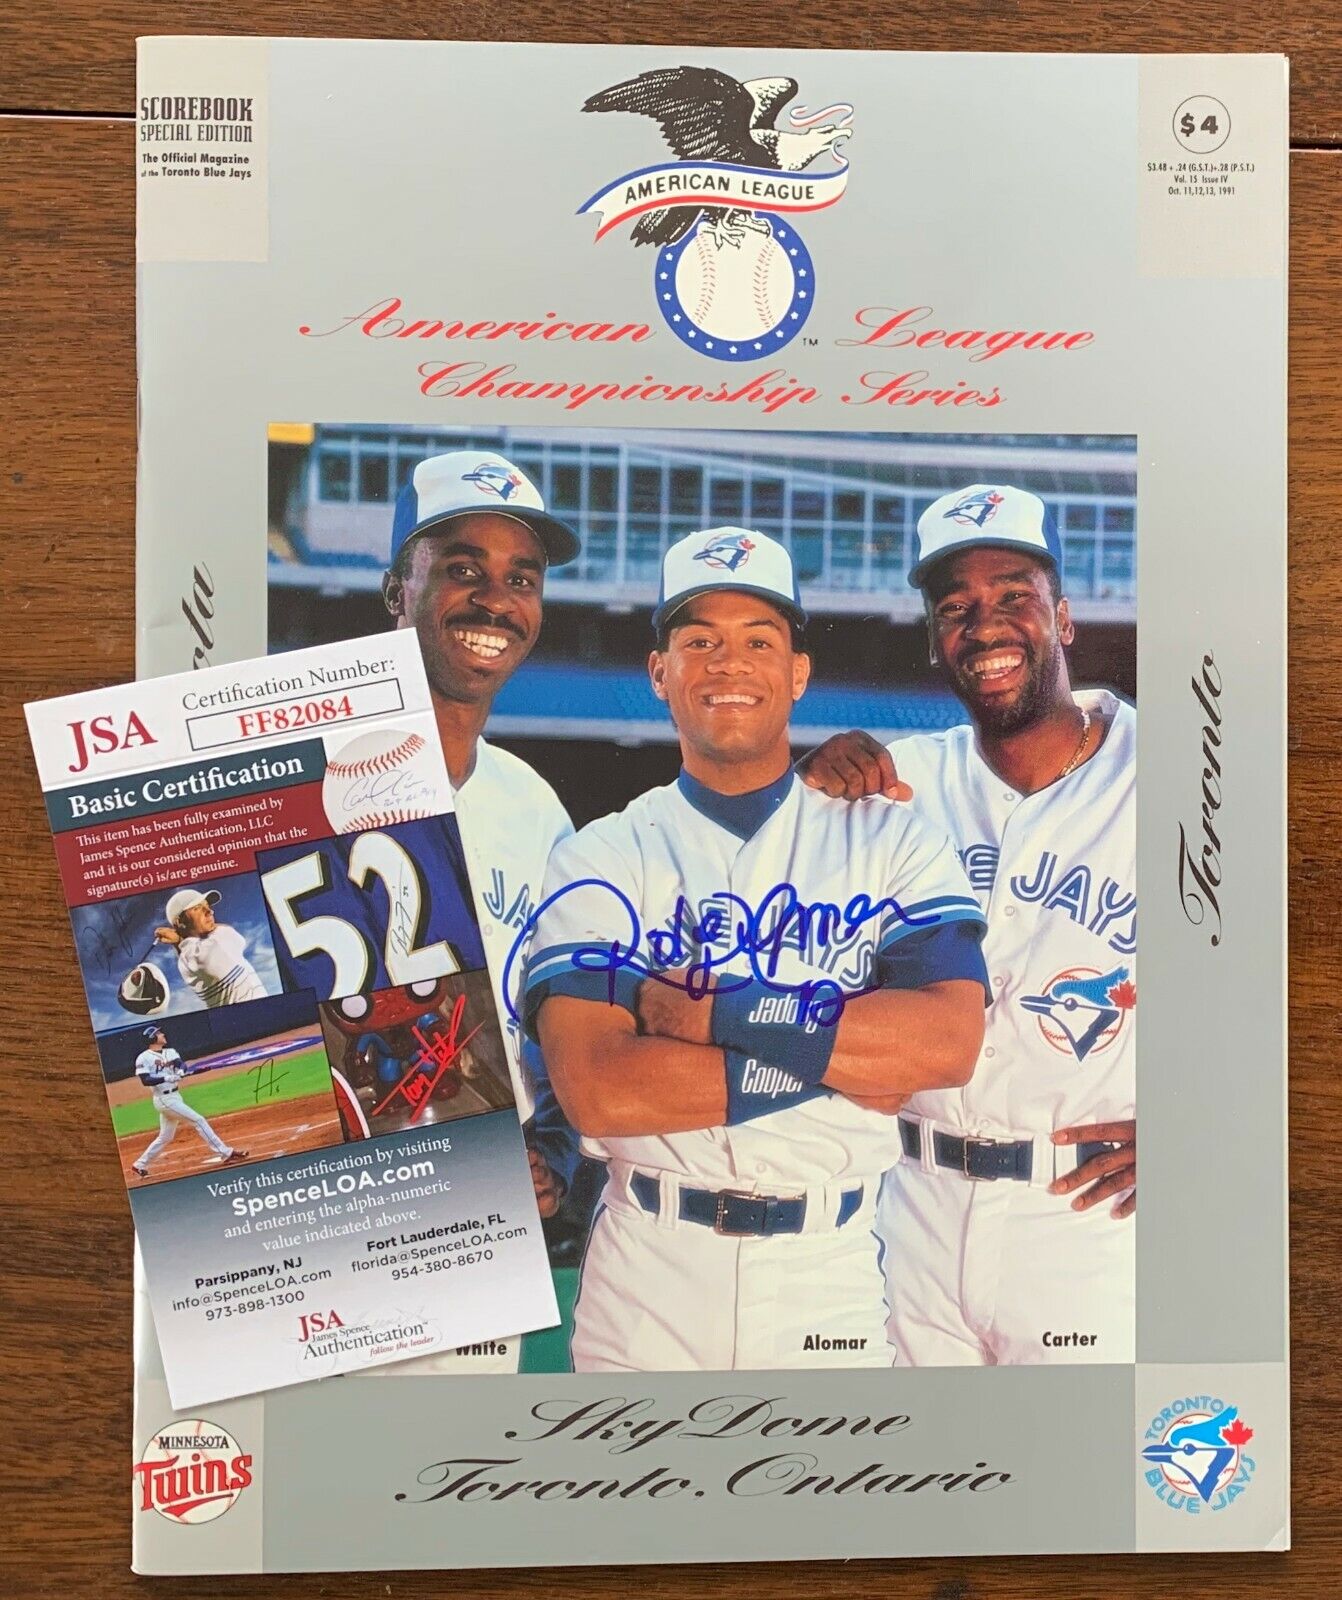 SCOREBOOK
SPECIAL EDITION
The Official Magazine
of the Toronto Blue Jays
$4
$3.48 + .24 (G.S.T.)+.28 (P.S.T.)
Vol. 15 Issue IV
Oct. 11,12,13, 1991
AMERICAN LEAGUE
TM
American League
Championship Series
ota
Toronto
JAYS
Jaddy
Cooper
White
Alomar
Carter
SkyDome
Toronto, Ontario
MINNESOTA
Twins
TORONTO
BLUE JAYS
JSA
Certification Number:
FF82084
Basic Certification
This item has been fully examined by
James Spence Authentication, LLC
and it is our considered opinion that the
signature(s) is/are genuine.
52
Verify this certification by visiting
SpenceLOA.com
and entering the alpha-numeric
value indicated above.
Parsippany, NJ
info@SpenceLOA.com
973-898-1300
Fort Lauderdale, FL
florida@SpenceLOA.com
954-380-8670
JSA
James Spence
Authentication™
follow the leader